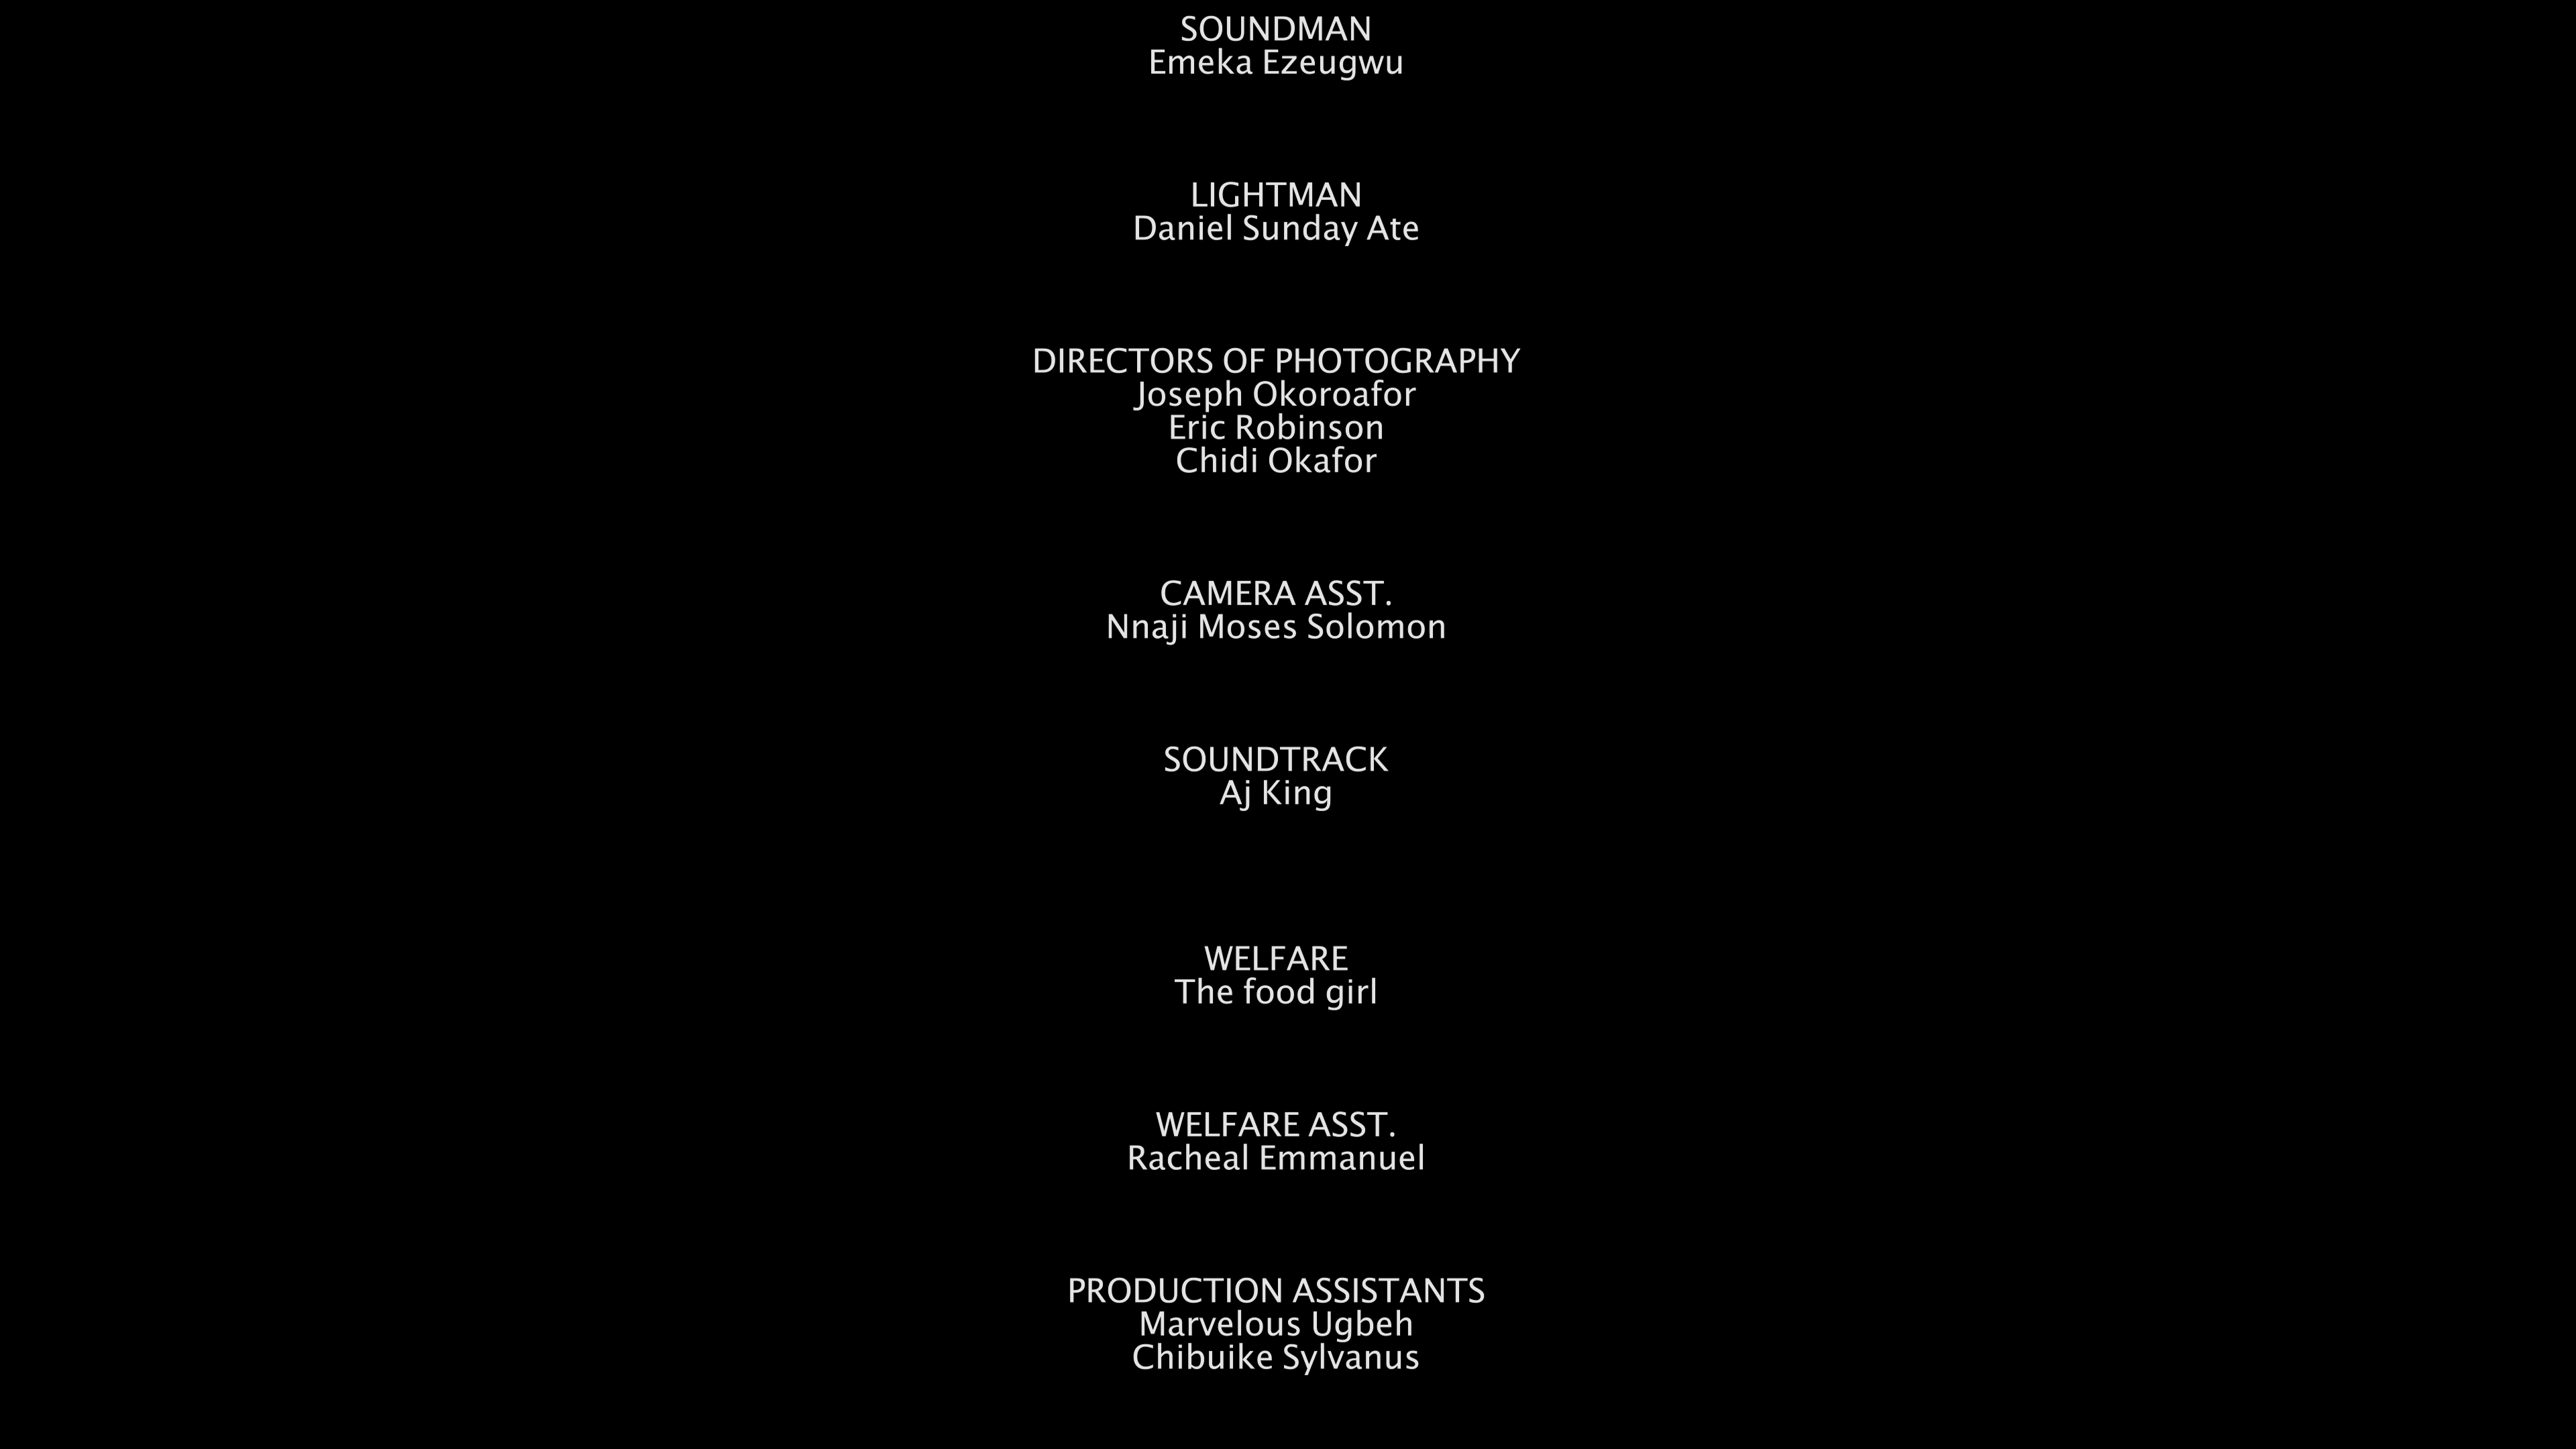 SOUNDMAN
Emeka Ezeugwu
LIGHTMAN
Daniel Sunday Ate
DIRECTORS OF PHOTOGRAPHY
Joseph Okoroafor
Eric Robinson
Chidi Okafor
CAMERA ASST.
Nnaji Moses Solomon
SOUNDTRACK
Aj King
WELFARE
The food girl
WELFARE ASST.
Racheal Emmanuel
PRODUCTION ASSISTANTS
Marvelous Ugbeh
Chibuike Sylvanus